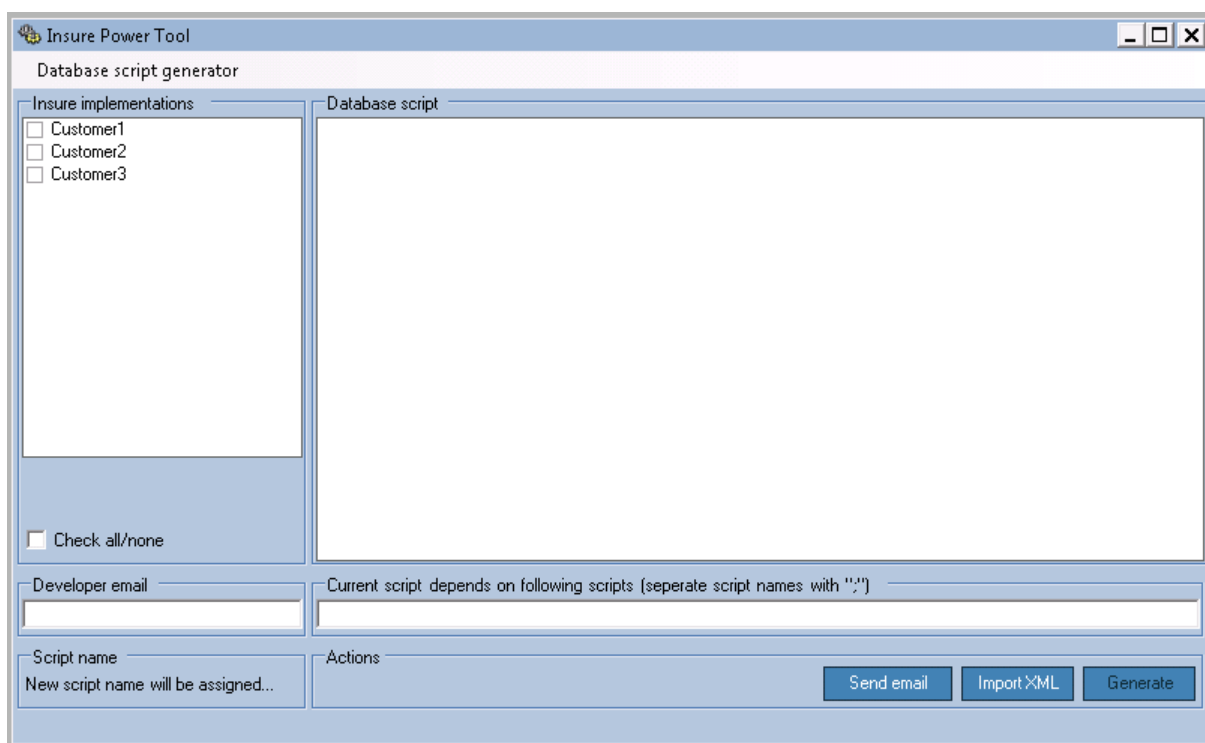 Insure Power Tool
Database script generator
Insure implementations
Customer1
Customer2
Customer3
Check all/none
Database script
Developer email
Current script depends on following scripts (seperate script names with ";")
Script name
New script name will be assigned...
Actions
Send email
Import XML
Generate